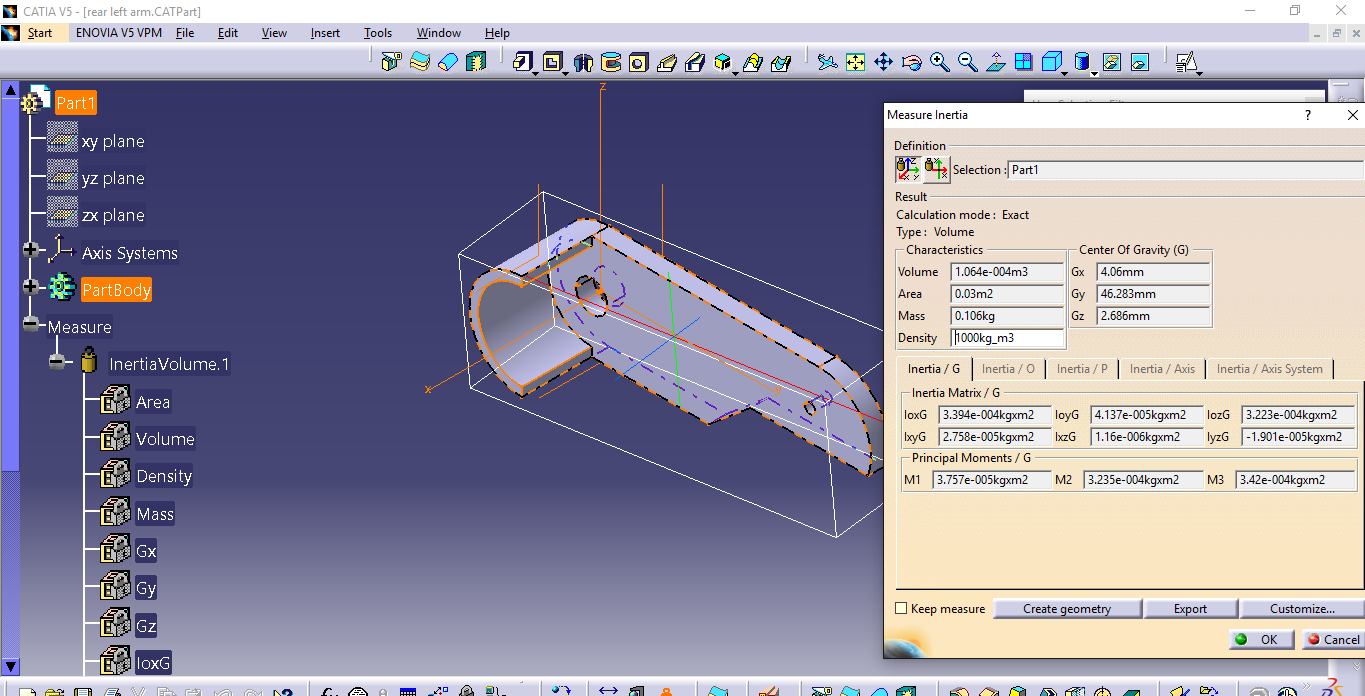 CATIA V5 - [rear left arm.CATPart]
Start ENOVIA V5 VPM File Edit View Insert Tools Window Help
Part1
xy plane
yz plane
zx plane
Axis Systems
PartBody
Measure
InertiaVolume.1
Area
Volume
Density
Mass
Gx
Gy
Gz
IoxG
z
x
Measure Inertia
?
Definition
Selection : Part1
Result
Calculation mode : Exact
Type : Volume
Characteristics
Volume 1.064e-004m3
Area 0.03m2
Mass 0.106kg
Density 1000kg_m3
Center Of Gravity (G)
Gx 4.06mm
Gy 46.283mm
Gz 2.686mm
Inertia / G Inertia / O Inertia / P Inertia / Axis Inertia / Axis System
Inertia Matrix / G
IoxG 3.394e-004kgxm2 IoyG 4.137e-005kgxm2 IozG 3.223e-004kgxm2
IxyG 2.758e-005kgxm2 IxzG 1.16e-006kgxm2 IyzG -1.901e-005kgxm2
Principal Moments / G
M1 3.757e-005kgxm2 M2 3.235e-004kgxm2 M3 3.42e-004kgxm2
Keep measure Create geometry Export Customize...
OK Cancel